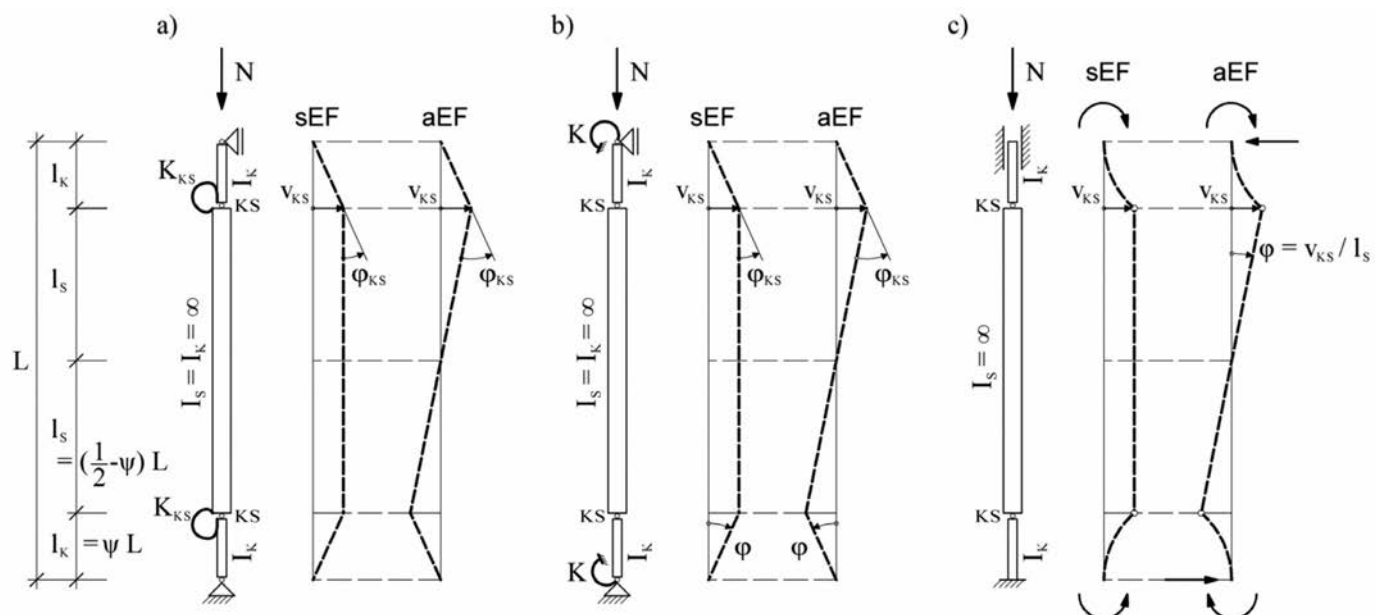 a)
N
sEF
aEF
K_KS
I_K
v_KS
v_KS
KS
φ_KS
φ_KS
I_S = I_K = ∞
K_KS
KS
I_K
L
l_K
l_S
l_S
= (1/2 - ψ) L
l_K = ψ L
b)
N
K
sEF
aEF
I_K
v_KS
v_KS
KS
φ_KS
φ_KS
I_S = I_K = ∞
KS
I_K
K
φ
φ
c)
N
sEF
aEF
I_K
v_KS
v_KS
KS
φ = v_KS / l_S
I_S = ∞
KS
I_K